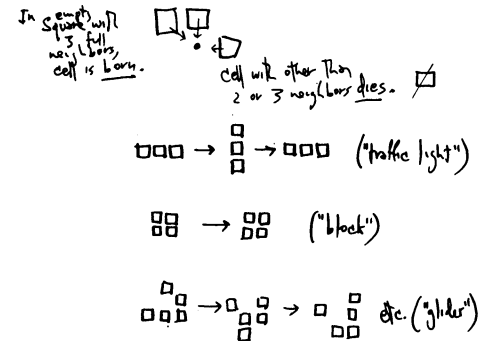 In empty
square with
3 full
neighbors,
cell is born.
cell with other than
2 or 3 neighbors dies.
("traffic light")
("block")
etc. ("glider")